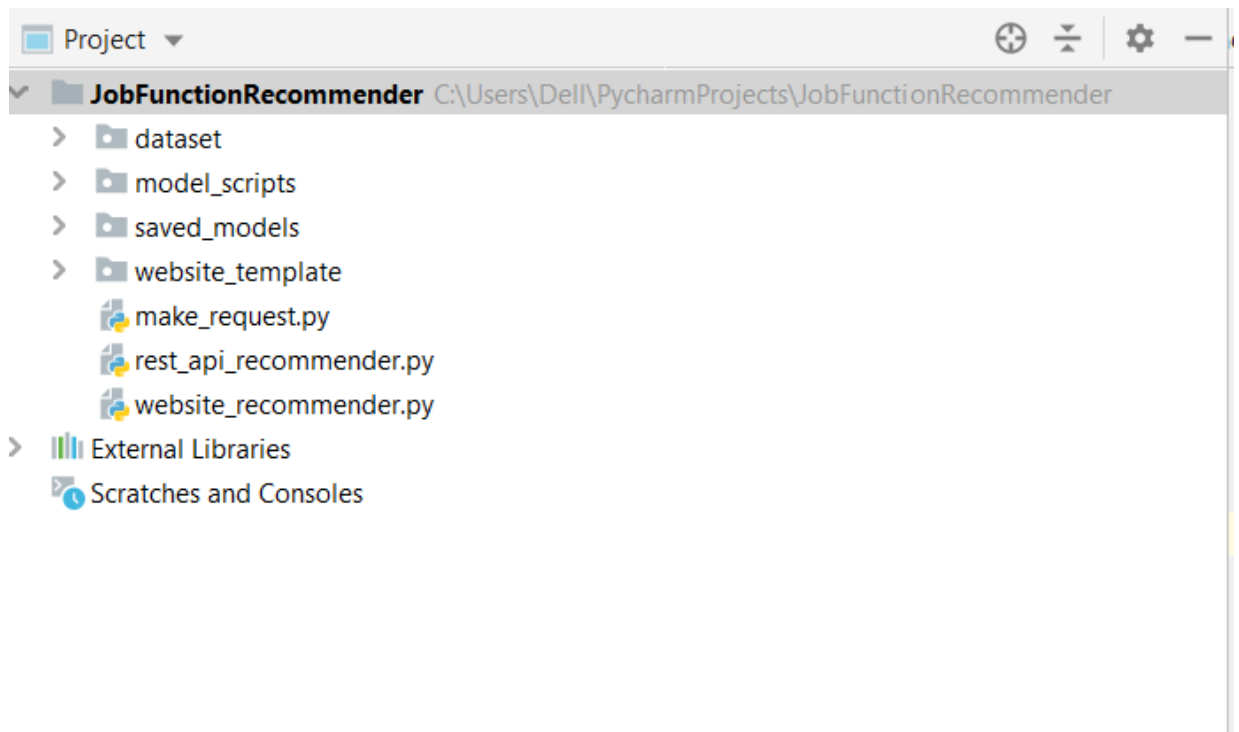 Project
JobFunctionRecommender C:\Users\Dell\PycharmProjects\JobFunctionRecommender
dataset
model_scripts
saved_models
website_template
make_request.py
rest_api_recommender.py
website_recommender.py
External Libraries
Scratches and Consoles